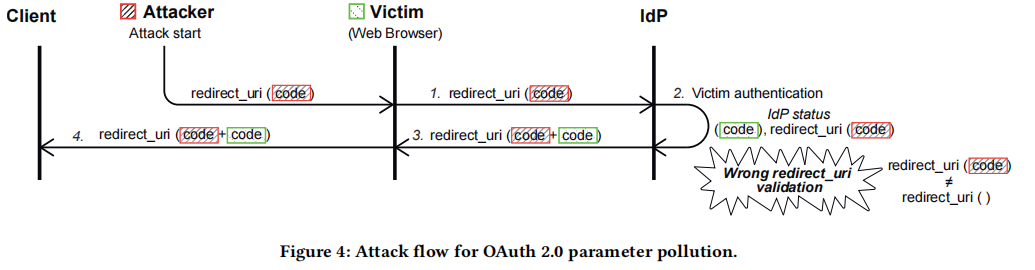 Client
Attacker
Attack start
Victim
(Web Browser)
IdP
redirect_uri (code)
1. redirect_uri (code)
2. Victim authentication
IdP status
(code), redirect_uri (code)
3. redirect_uri (code+code)
4. redirect_uri (code+code)
Wrong redirect_uri
validation
redirect_uri (code)
≠
redirect_uri ( )
Figure 4: Attack flow for OAuth 2.0 parameter pollution.